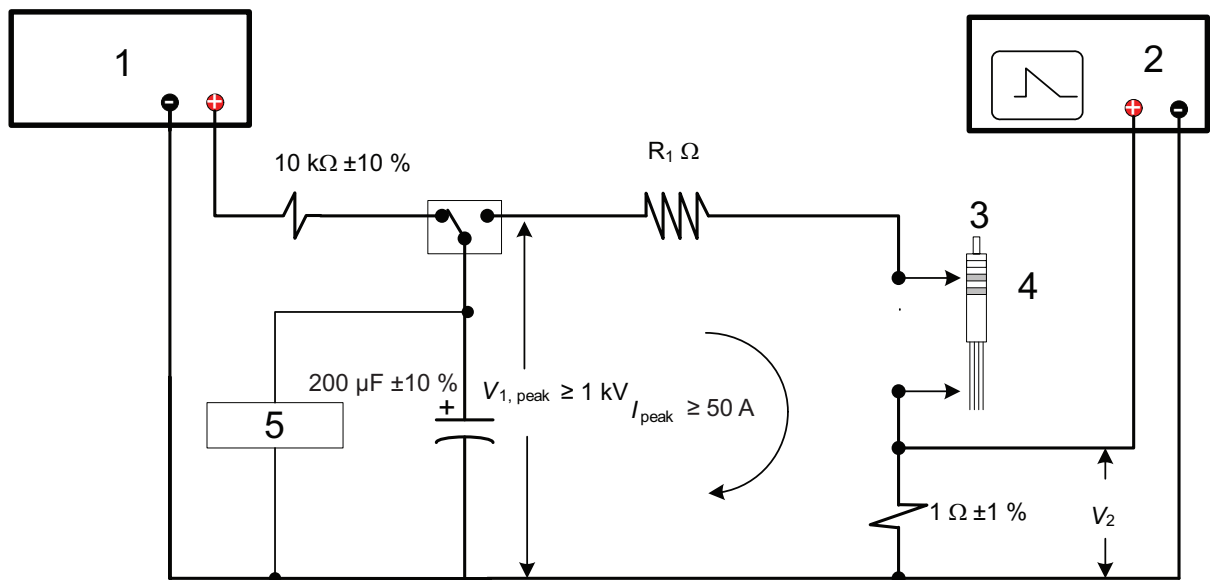 1
2
- +
+ -
10 kΩ ±10 %
R₁ Ω
3
4
200 µF ±10 %
+
V₁, peak ≥ 1 kV
I peak ≥ 50 A
5
1 Ω ±1 %
V₂